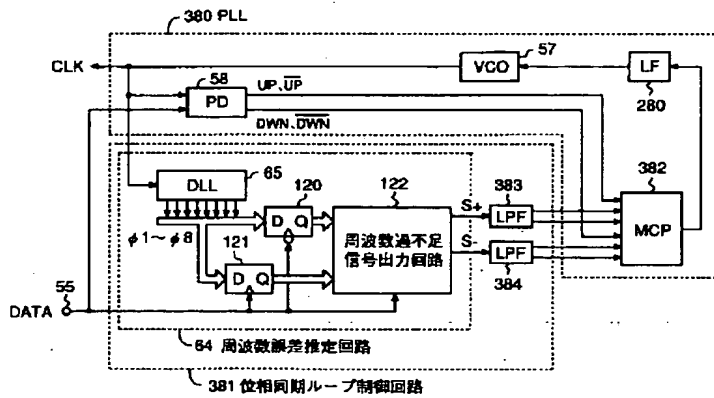 380 PLL
CLK
VCO
57
LF
280
58
PD
UP、U̅P̅
DWN、D̅W̅N̅
65
DLL
φ1〜φ8
120
D Q
121
D Q
122
周波数過不足
信号出力回路
S+
S-
383
LPF
LPF
384
382
MCP
DATA
55
64 周波数誤差推定回路
381 位相同期ループ制御回路